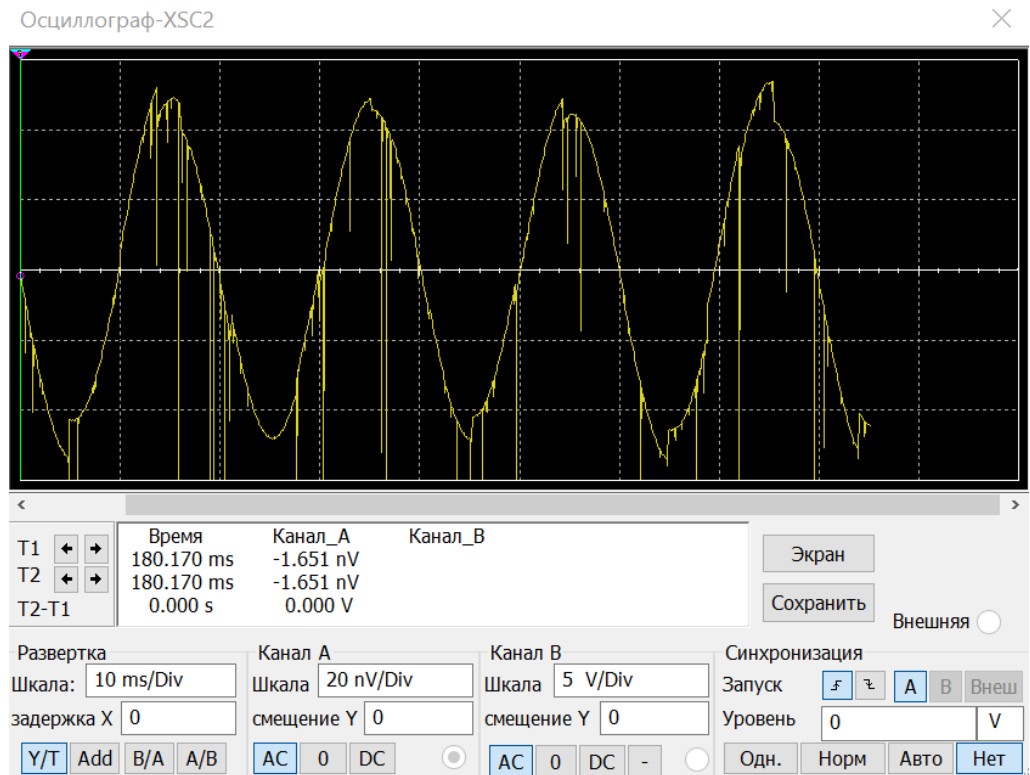 Осциллограф-XSC2
Время Канал_A Канал_B
T1 180.170 ms -1.651 nV
T2 180.170 ms -1.651 nV
T2-T1 0.000 s 0.000 V
Экран
Сохранить
Внешняя
Развертка Канал A Канал B Синхронизация
Шкала: 10 ms/Div Шкала 20 nV/Div Шкала 5 V/Div Запуск A B Внеш
задержка X 0 смещение Y 0 смещение Y 0 Уровень 0 V
Y/T Add B/A A/B AC 0 DC AC 0 DC - Одн. Норм Авто Нет